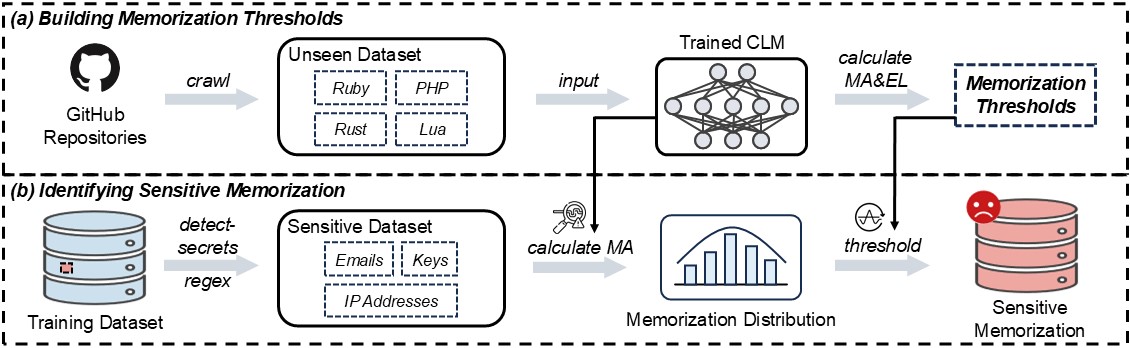 (a) Building Memorization Thresholds
GitHub
Repositories
crawl
Unseen Dataset
Ruby
PHP
Rust
Lua
input
Trained CLM
calculate
MA&EL
Memorization
Thresholds
(b) Identifying Sensitive Memorization
Training Dataset
detect-
secrets
regex
Sensitive Dataset
Emails
Keys
IP Addresses
calculate MA
Memorization Distribution
threshold
Sensitive
Memorization